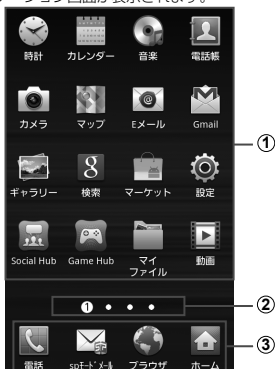 ーション画面が表示されます。
時計 カレンダー 音楽 電話帳
カメラ マップ Eメール Gmail
ギャラリー 検索 マーケット 設定
Social Hub Game Hub マイ
ファイル 動画
①
❶
②
③
電話 spモードメール ブラウザ ホーム